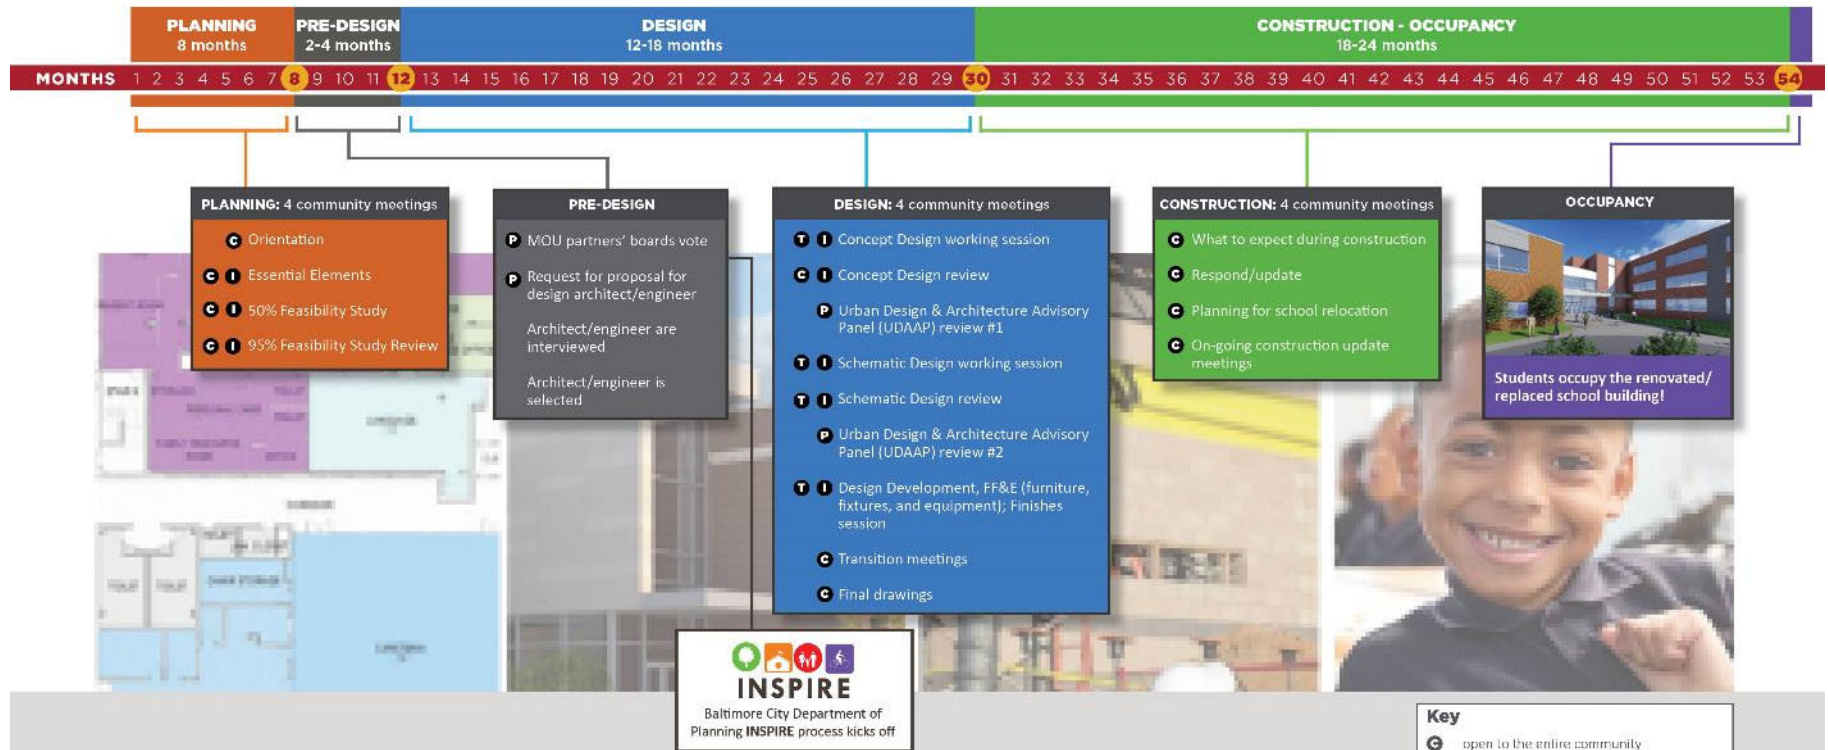 PLANNING
8 months
PRE-DESIGN
2-4 months
DESIGN
12-18 months
CONSTRUCTION - OCCUPANCY
18-24 months
MONTHS 1 2 3 4 5 6 7 8 9 10 11 12 13 14 15 16 17 18 19 20 21 22 23 24 25 26 27 28 29 30 31 32 33 34 35 36 37 38 39 40 41 42 43 44 45 46 47 48 49 50 51 52 53 54
PLANNING: 4 community meetings
C Orientation
C I Essential Elements
C I 50% Feasibility Study
C I 95% Feasibility Study Review
PRE-DESIGN
P MOU partners' boards vote
P Request for proposal for
design architect/engineer
Architect/engineer are
interviewed
Architect/engineer is
selected
DESIGN: 4 community meetings
T I Concept Design working session
C I Concept Design review
P Urban Design & Architecture Advisory
Panel (UDAAP) review #1
T I Schematic Design working session
T I Schematic Design review
P Urban Design & Architecture Advisory
Panel (UDAAP) review #2
T I Design Development, FF&E (furniture,
fixtures, and equipment); Finishes
session
C Transition meetings
C Final drawings
CONSTRUCTION: 4 community meetings
C What to expect during construction
C Respond/update
C Planning for school relocation
C On-going construction update
meetings
OCCUPANCY
Students occupy the renovated/
replaced school building!
INSPIRE
Baltimore City Department of
Planning INSPIRE process kicks off
Key
C open to the entire community